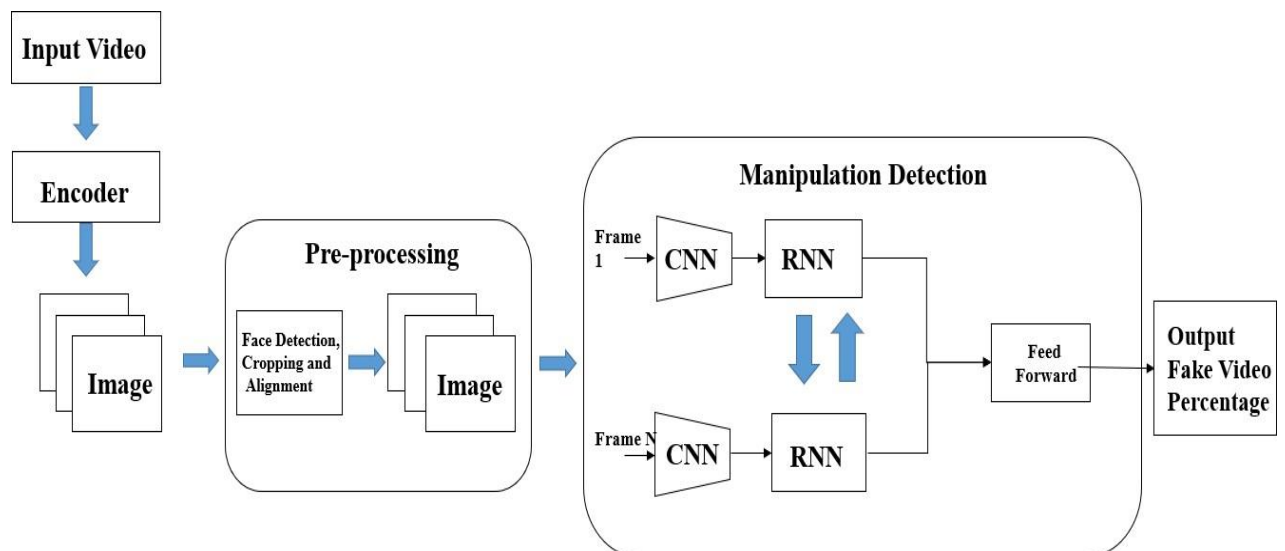 Input Video
Encoder
Image
Pre-processing
Face Detection,
Cropping and
Alignment
Image
Manipulation Detection
Frame
1
CNN
RNN
Frame N
CNN
RNN
Feed
Forward
Output
Fake Video
Percentage